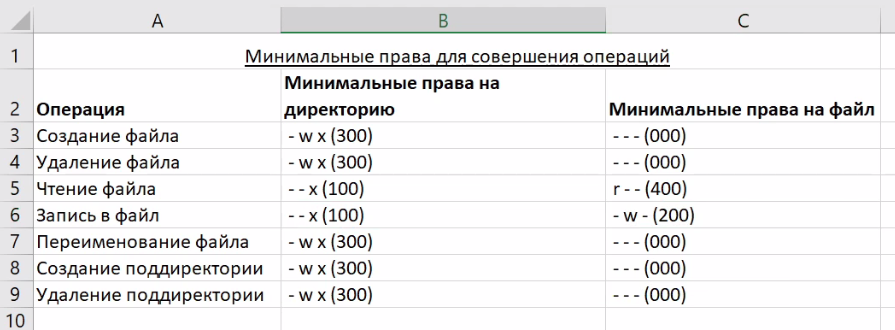 A B C
1 Минимальные права для совершения операций
Минимальные права на
2 Операция директорию Минимальные права на файл
3 Создание файла - w x (300) - - - (000)
4 Удаление файла - w x (300) - - - (000)
5 Чтение файла - - x (100) r - - (400)
6 Запись в файл - - x (100) - w - (200)
7 Переименование файла - w x (300) - - - (000)
8 Создание поддиректории - w x (300) - - - (000)
9 Удаление поддиректории - w x (300) - - - (000)
10